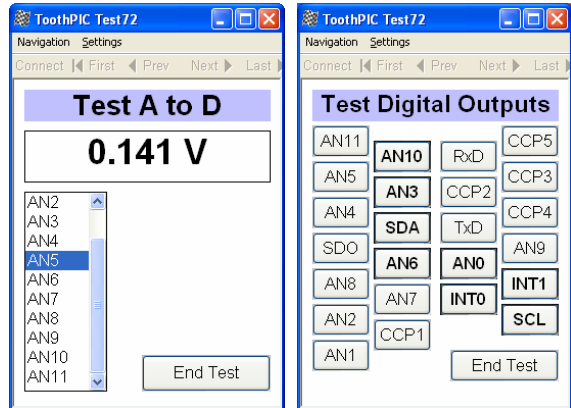 ToothPIC Test72
Navigation Settings
Connect First Prev Next Last
Test A to D
0.141 V
AN2
AN3
AN4
AN5
AN6
AN7
AN8
AN9
AN10
AN11
End Test
ToothPIC Test72
Navigation Settings
Connect First Prev Next Last
Test Digital Outputs
AN11
AN5
AN4
SDO
AN8
AN2
AN1
AN10
AN3
SDA
AN6
AN7
CCP1
RxD
CCP2
TxD
AN0
INT0
CCP5
CCP3
CCP4
AN9
INT1
SCL
End Test